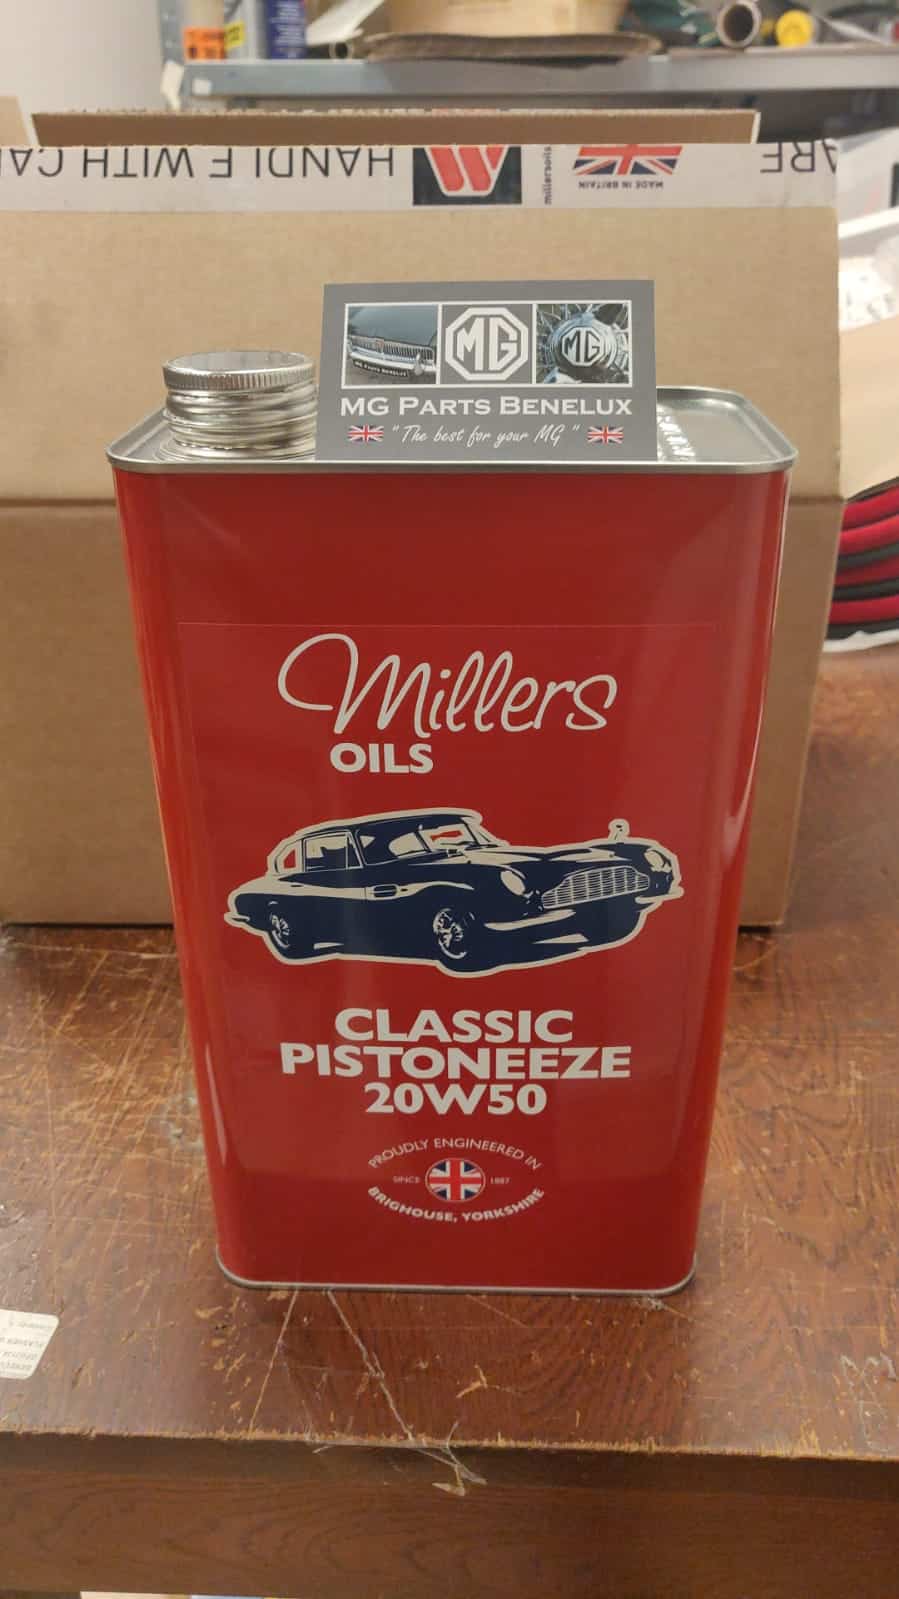 HANDLE WITH CA
ARE
millersoils
MADE IN BRITAIN
MG
MG
MG PARTS BENELUX
MG PARTS BENELUX
"The best for your MG"
Millers
OILS
CLASSIC
PISTONEEZE
20W50
PROUDLY ENGINEERED IN
SINCE 1887
BRIGHOUSE, YORKSHIRE